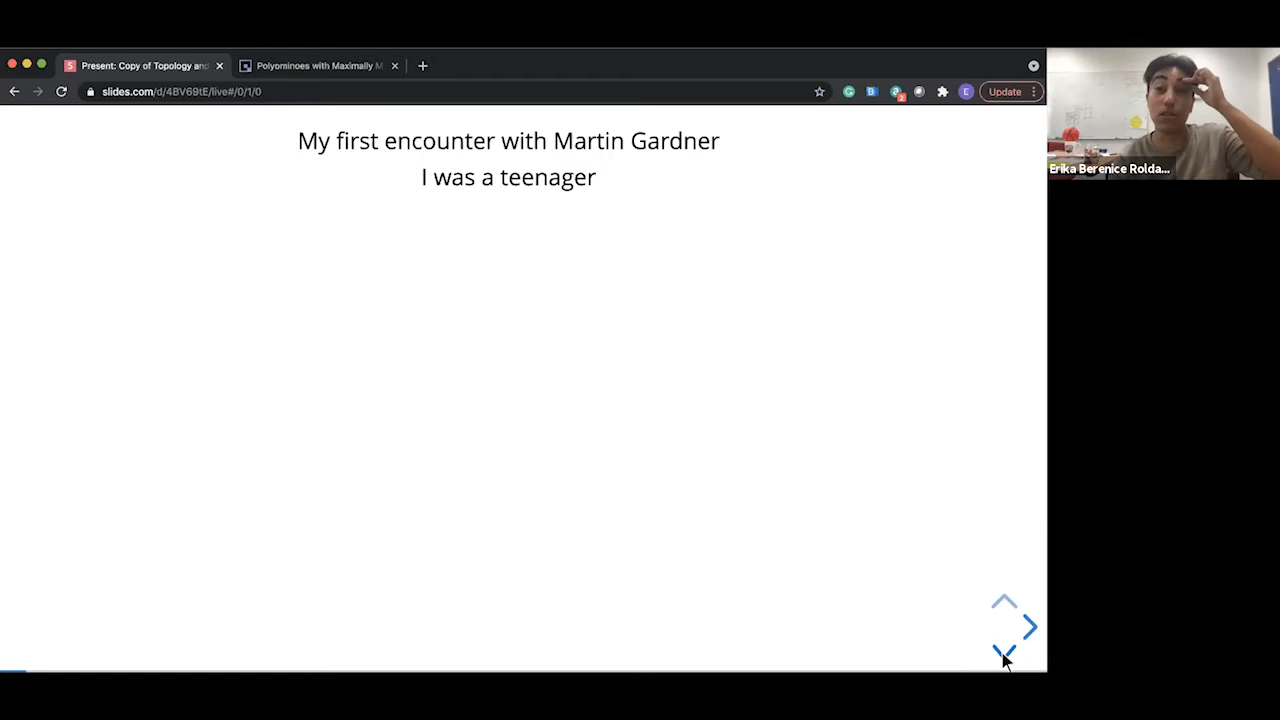 Present: Copy of Topology and
Polyominoes with Maximally M
slides.com/d/4BV69tE/live#/0/1/0
E
Update
My first encounter with Martin Gardner
I was a teenager
Erika Berenice Rolda...